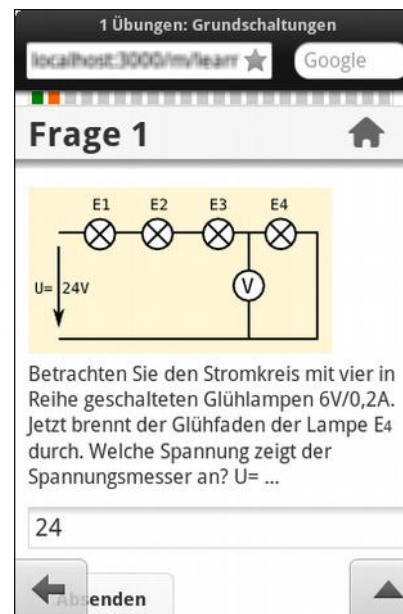 1 Übungen: Grundschaltungen
localhost:3000/m/learn
Google
Frage 1
E1 E2 E3 E4
V
U= 24V
Betrachten Sie den Stromkreis mit vier in
Reihe geschalteten Glühlampen 6V/0,2A.
Jetzt brennt der Glühfaden der Lampe E4
durch. Welche Spannung zeigt der
Spannungsmesser an? U= ...
24
Absenden